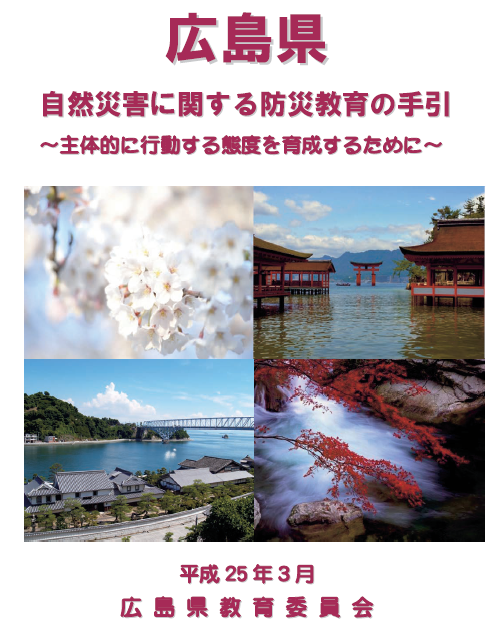 広島県
自然災害に関する防災教育の手引
～主体的に行動する態度を育成するために～
平成 25 年 3 月
広島県教育委員会